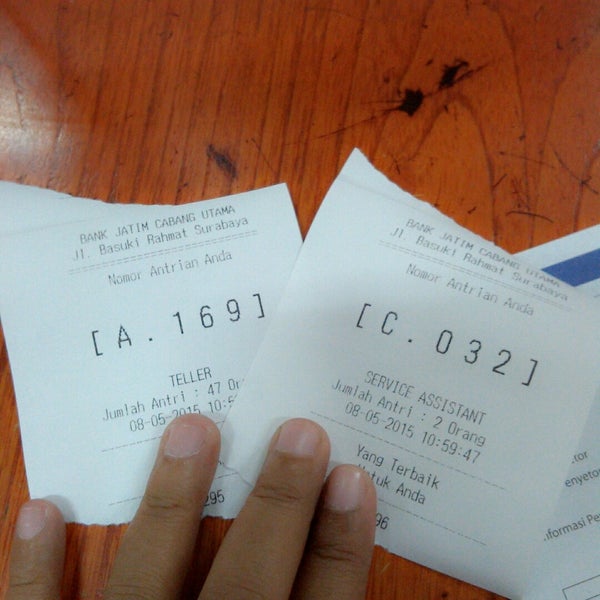 BANK JATIM CABANG UTAMA
Jl. Basuki Rahmat Surabaya
Nomor Antrian Anda
[A.169]
TELLER
Jumlah Antri : 47
08-05-2015
295
BANK JATIM CABANG UTAMA
Jl. Basuki Rahmat Surabaya
Nomor Antrian Anda
[C.032]
SERVICE ASSISTANT
Jumlah Antri : 2 Orang
08-05-2015 10:59:47
Yang Terbaik
Untuk Anda
96